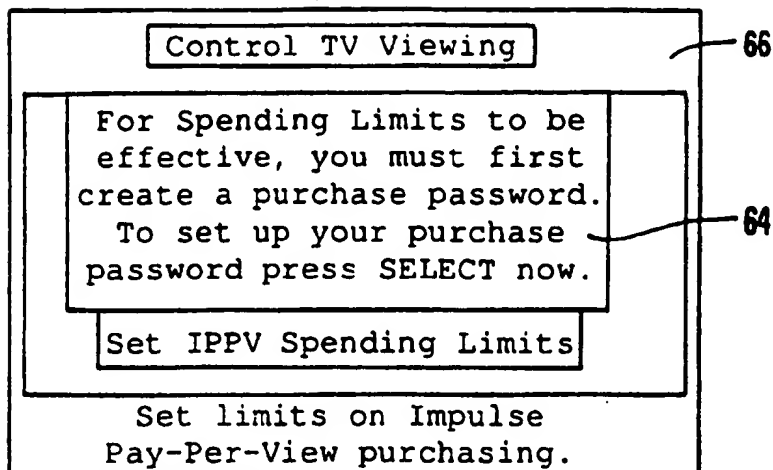 Control TV Viewing
66
For Spending Limits to be
effective, you must first
create a purchase password.
To set up your purchase
64
password press SELECT now.
Set IPPV Spending Limits
Set limits on Impulse
Pay-Per-View purchasing.